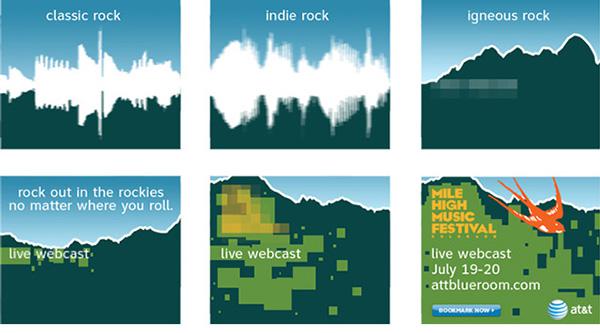 classic rock
indie rock
igneous rock
rock out in the rockies
no matter where you roll.
live webcast
live webcast
MILE
HIGH
MUSIC
FESTIVAL
COLORADO
live webcast
July 19-20
attblueroom.com
BOOKMARK NOW
at&t